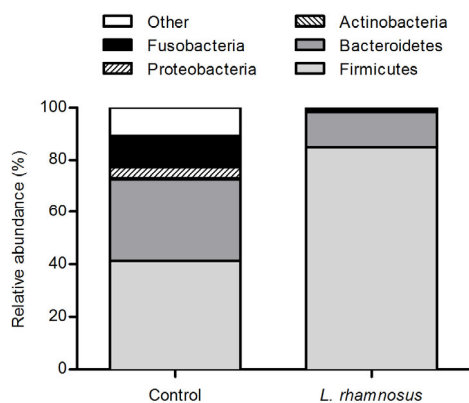 Other
Fusobacteria
Proteobacteria
Actinobacteria
Bacteroidetes
Firmicutes
Relative abundance (%)
100
80
60
40
20
0
Control
L. rhamnosus